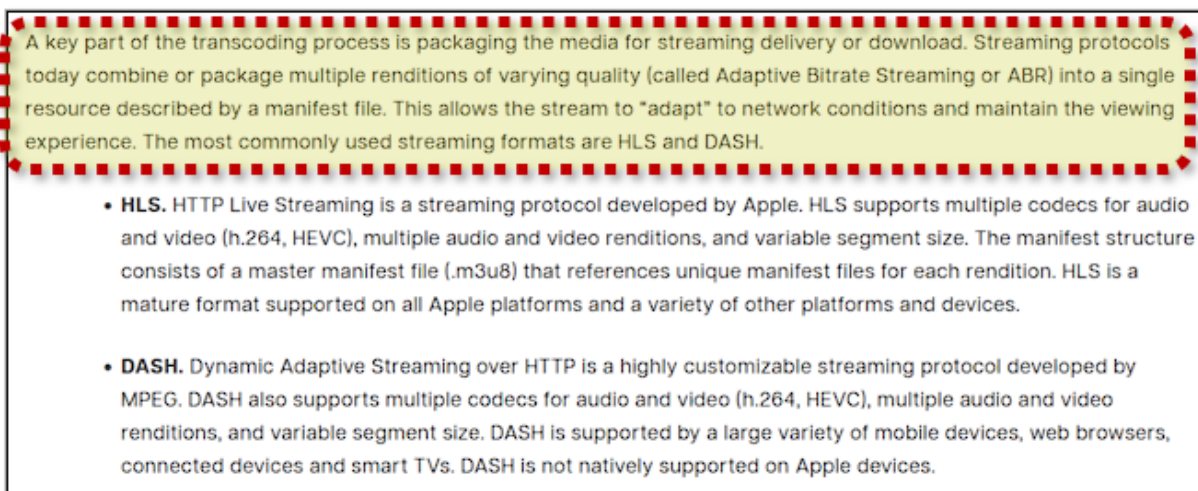 A key part of the transcoding process is packaging the media for streaming delivery or download. Streaming protocols
today combine or package multiple renditions of varying quality (called Adaptive Bitrate Streaming or ABR) into a single
resource described by a manifest file. This allows the stream to "adapt" to network conditions and maintain the viewing
experience. The most commonly used streaming formats are HLS and DASH.
• HLS. HTTP Live Streaming is a streaming protocol developed by Apple. HLS supports multiple codecs for audio
and video (h.264, HEVC), multiple audio and video renditions, and variable segment size. The manifest structure
consists of a master manifest file (.m3u8) that references unique manifest files for each rendition. HLS is a
mature format supported on all Apple platforms and a variety of other platforms and devices.
• DASH. Dynamic Adaptive Streaming over HTTP is a highly customizable streaming protocol developed by
MPEG. DASH also supports multiple codecs for audio and video (h.264, HEVC), multiple audio and video
renditions, and variable segment size. DASH is supported by a large variety of mobile devices, web browsers,
connected devices and smart TVs. DASH is not natively supported on Apple devices.